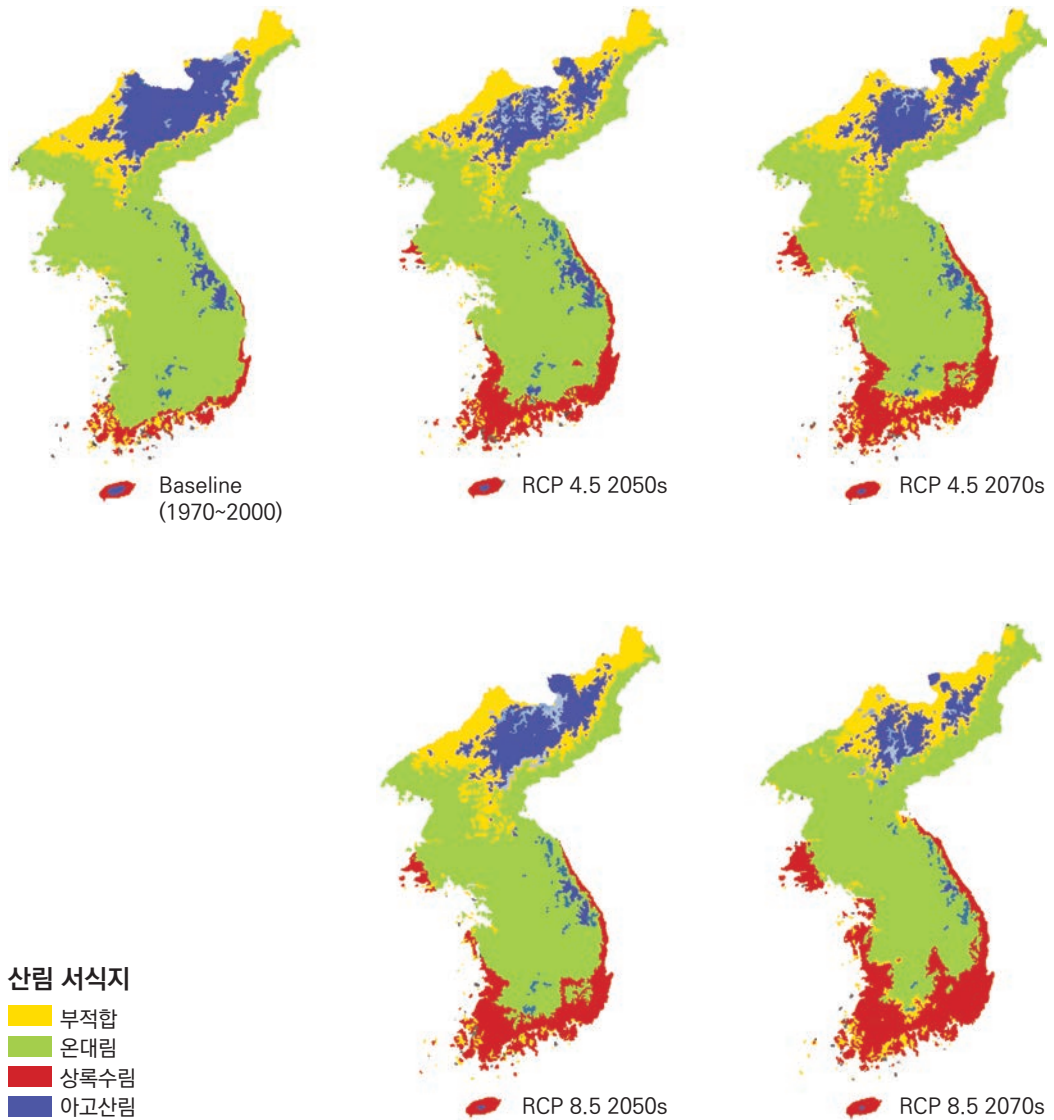 Baseline
(1970~2000)
RCP 4.5 2050s
RCP 4.5 2070s
산림 서식지
부적합
온대림
상록수림
아고산림
RCP 8.5 2050s
RCP 8.5 2070s